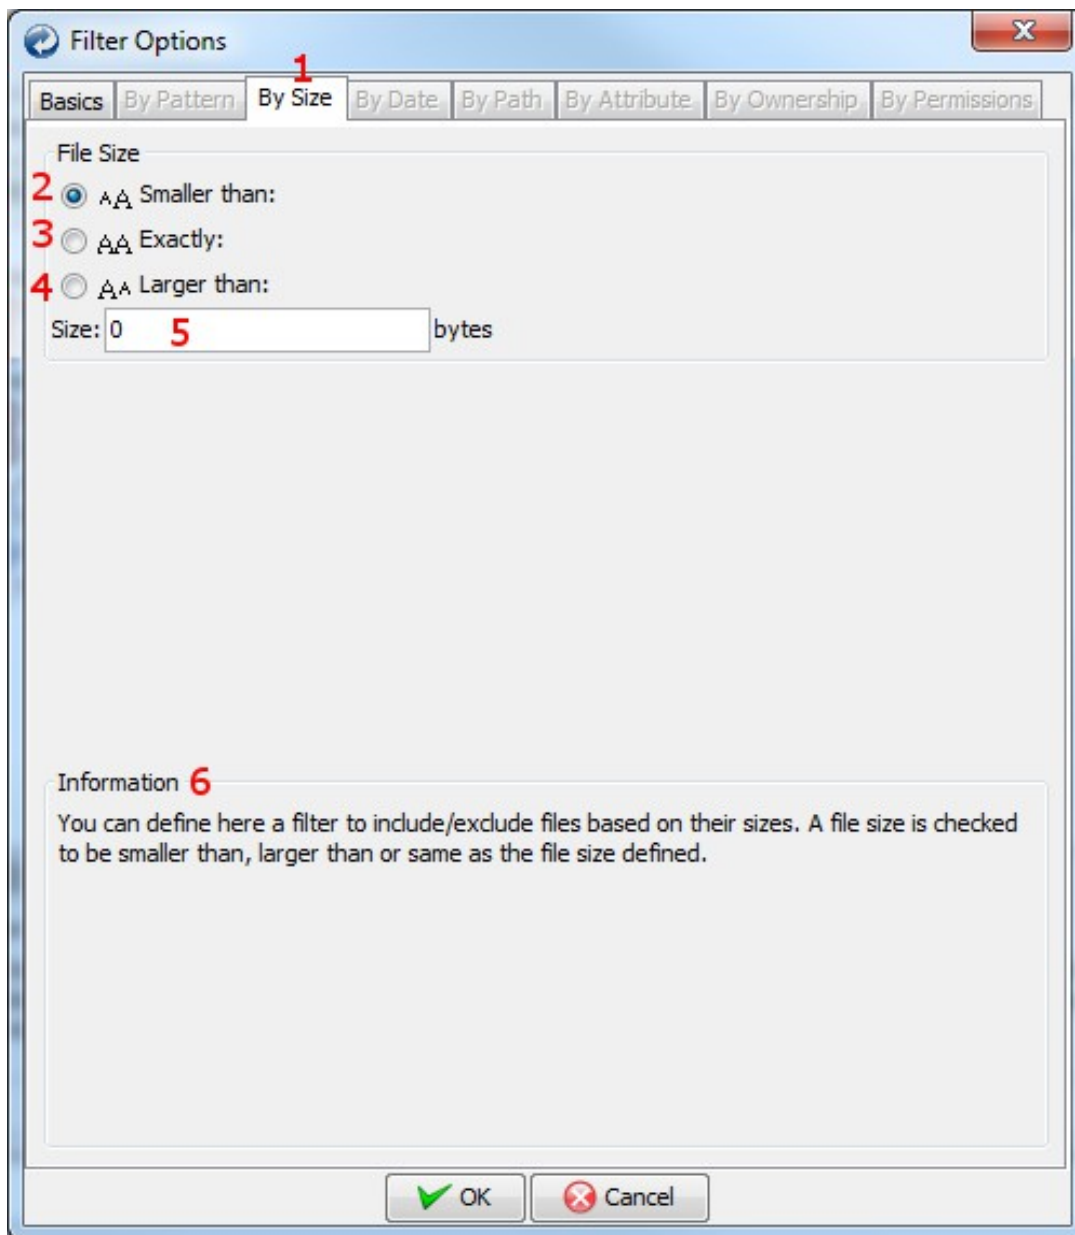 Filter Options
1
Basics By Pattern By Size By Date By Path By Attribute By Ownership By Permissions
File Size
2 AA Smaller than:
3 AA Exactly:
4 AA Larger than:
Size: 0 5 bytes
Information 6
You can define here a filter to include/exclude files based on their sizes. A file size is checked
to be smaller than, larger than or same as the file size defined.
OK Cancel